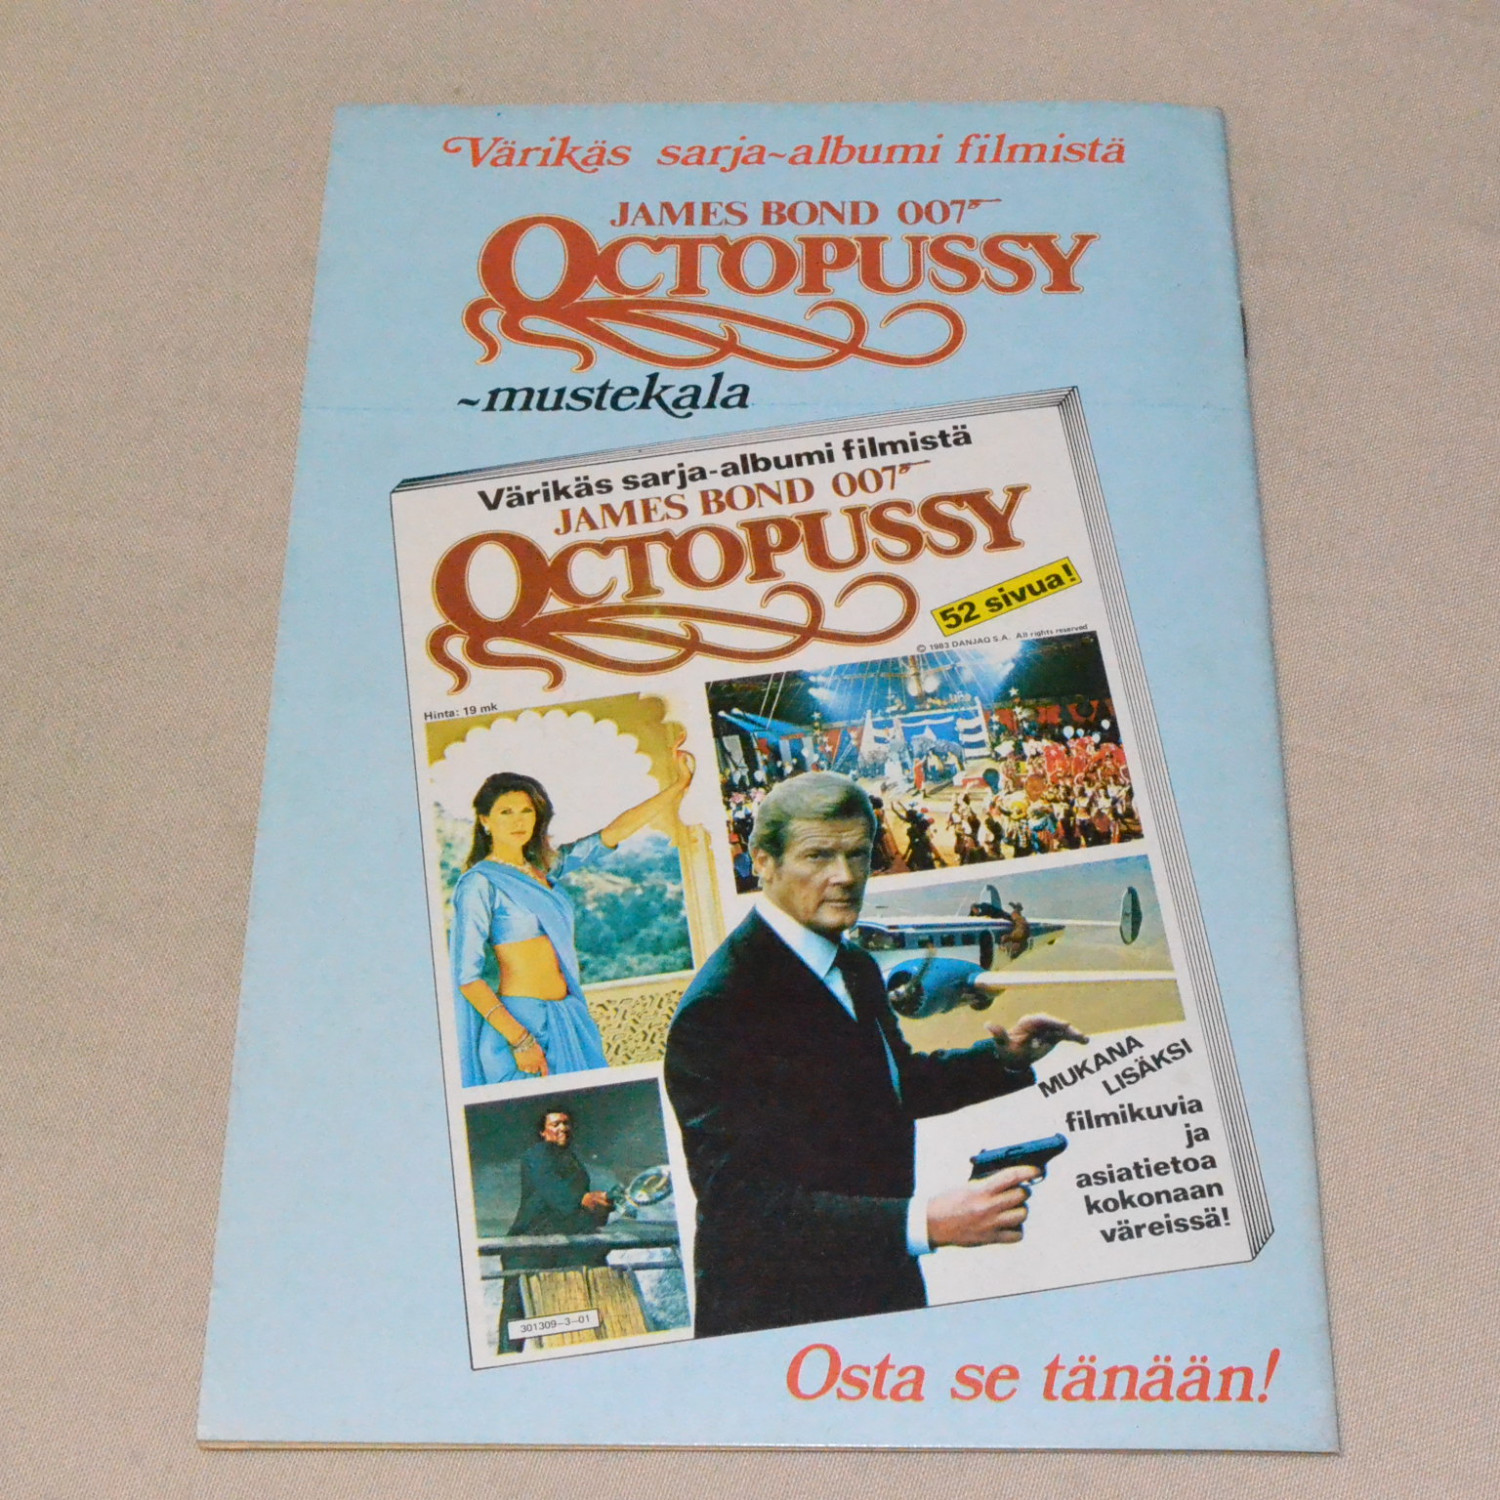 Värikäs sarja-albumi filmistä
JAMES BOND 007
OCTOPUSSY
-mustekala
Värikäs sarja-albumi filmistä
JAMES BOND 007
OCTOPUSSY
52 sivua!
© 1983 DANJAQ S.A. All rights reserved
Hinta: 19 mk
MUKANA
LISÄKSI
filmikuvia
ja
asiatietoa
kokonaan
väreissä!
301309-3-01
Osta se tänään!